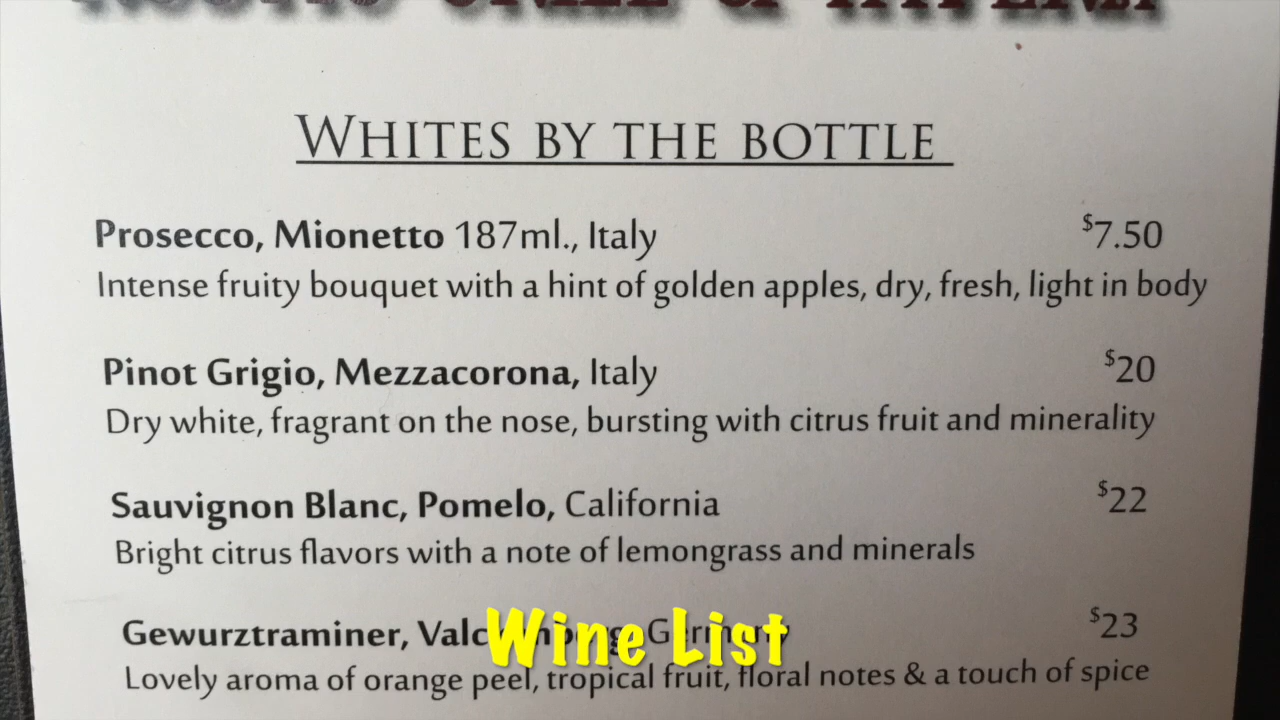 WHITES BY THE BOTTLE
Prosecco, Mionetto 187ml., Italy $7.50
Intense fruity bouquet with a hint of golden apples, dry, fresh, light in body
Pinot Grigio, Mezzacorona, Italy $20
Dry white, fragrant on the nose, bursting with citrus fruit and minerality
Sauvignon Blanc, Pomelo, California $22
Bright citrus flavors with a note of lemongrass and minerals
Gewurztraminer, Germany $23
Wine List
Lovely aroma of orange peel, tropical fruit, floral notes & a touch of spice